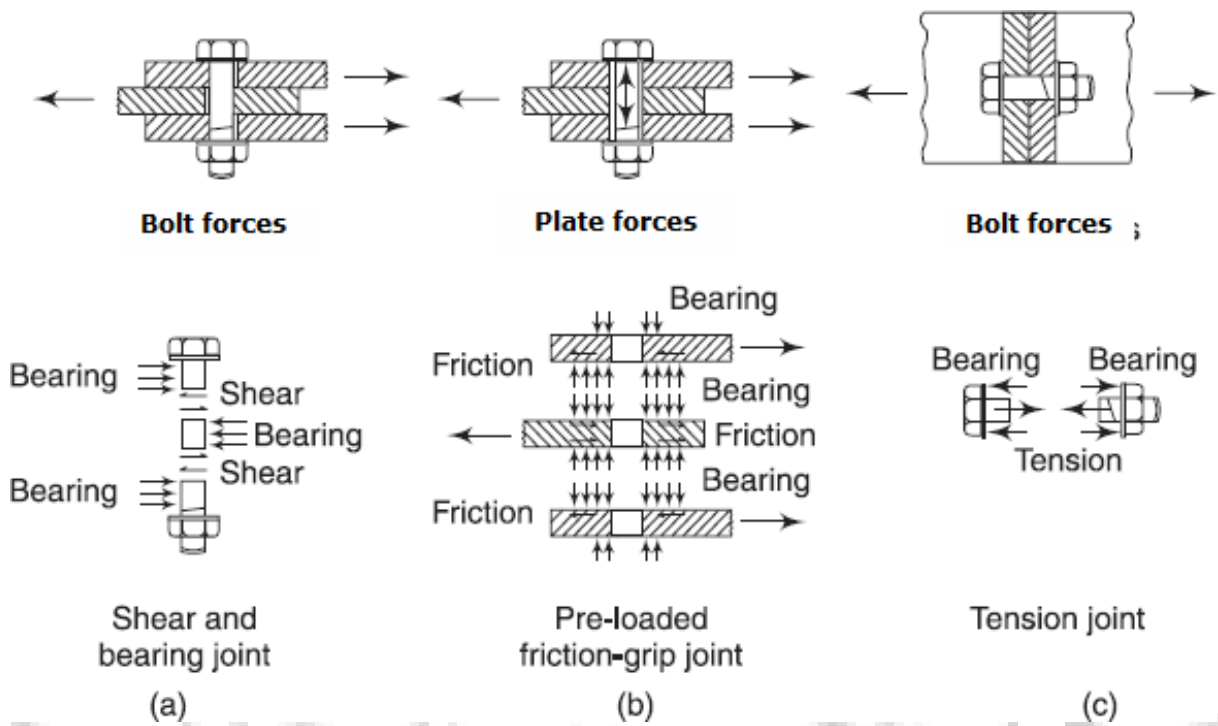 Bolt forces
Plate forces
Bolt forces s
Bearing
Shear
Bearing
Shear
Bearing
Bearing
Friction
Bearing
Friction
Bearing
Friction
Bearing Bearing
Tension
Shear and
bearing joint
(a)
Pre-loaded
friction-grip joint
(b)
Tension joint
(c)